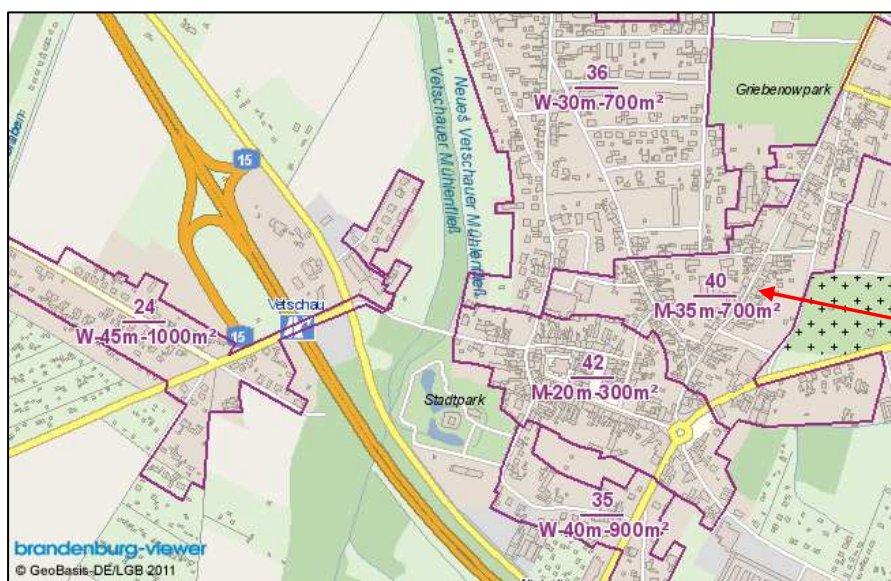 36
W-30m-700m²
Griebenowpark
Neues Vetschauer Mühlenfließ
Vetschauer Mühlenfließ
15
40
M-35m-700m²
24
W-45m-1000m²
Vetschau
15
42
M-20m-300m²
Stadtpark
35
W-40m-900m²
brandenburg-viewer
© GeoBasis-DE/LGB 2011